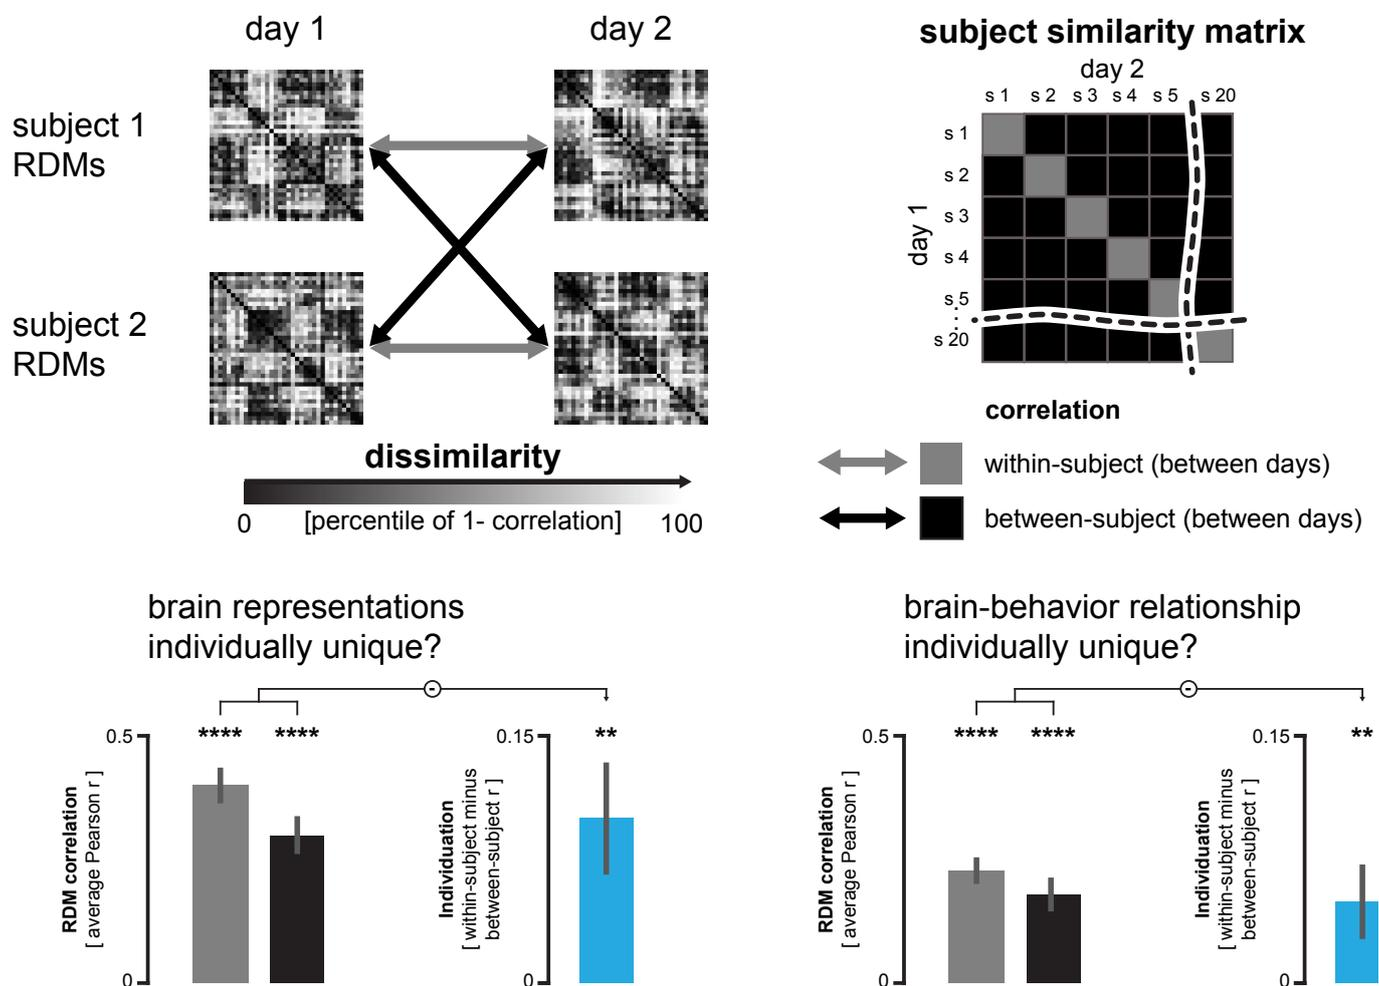 day 1
day 2
subject 1
RDMs
subject 2
RDMs
dissimilarity
0 [percentile of 1- correlation] 100
subject similarity matrix
day 2
s 1 s 2 s 3 s 4 s 5 s 20
day 1
s 1
s 2
s 3
s 4
s 5
⋮
s 20
correlation
within-subject (between days)
between-subject (between days)
brain representations
individually unique?
-
**** ****
**
0.5
0
RDM correlation
[ average Pearson r ]
0.15
0
Individuation
[ within-subject minus
between-subject r ]
brain-behavior relationship
individually unique?
-
**** ****
**
0.5
0
RDM correlation
[ average Pearson r ]
0.15
0
Individuation
[ within-subject minus
between-subject r ]